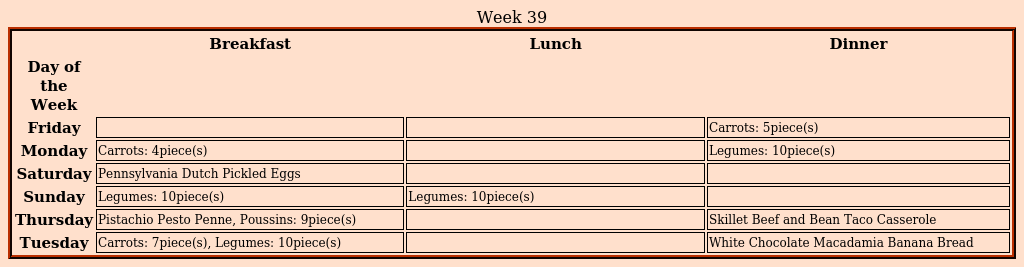 Week 39
Breakfast Lunch Dinner
Day of
the
Week
Friday Carrots: 5piece(s)
Monday Carrots: 4piece(s) Legumes: 10piece(s)
Saturday Pennsylvania Dutch Pickled Eggs
Sunday Legumes: 10piece(s) Legumes: 10piece(s)
Thursday Pistachio Pesto Penne, Poussins: 9piece(s) Skillet Beef and Bean Taco Casserole
Tuesday Carrots: 7piece(s), Legumes: 10piece(s) White Chocolate Macadamia Banana Bread